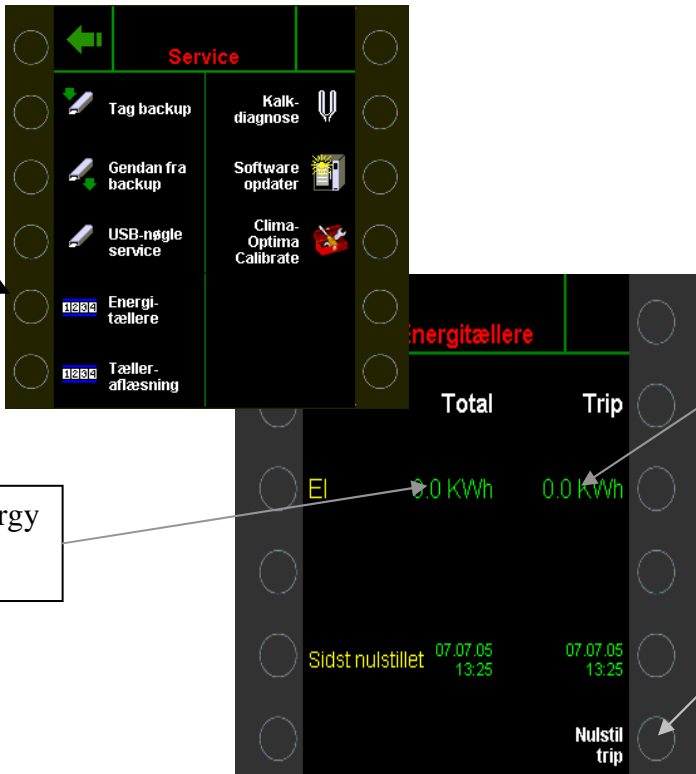 Service
Tag backup
Kalk-
diagnose
Gendan fra
backup
Software
opdater
USB-nøgle
service
Clima-
Optima
Calibrate
1234
Energi-
tællere
1234
Tæller-
aflæsning
nergitællere
Total
Trip
El
0.0 KWh
0.0 KWh
rgy
Sidst nulstillet
07.07.05
13:25
07.07.05
13:25
Nulstil
trip